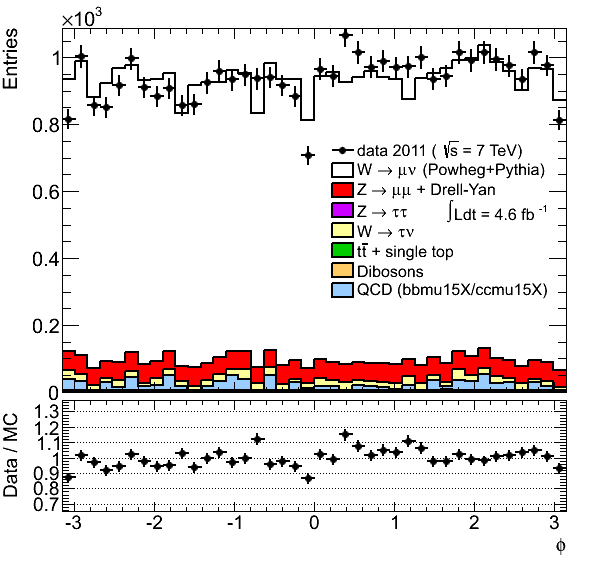 ×10³
Entries
1
0.8
0.6
0.4
0.2
0
data 2011 ( √s = 7 TeV)
W → μν (Powheg+Pythia)
Z → μμ + Drell-Yan
Z → ττ
∫Ldt = 4.6 fb⁻¹
W → τν
tt̄ + single top
Dibosons
QCD (bbmu15X/ccmu15X)
Data / MC
1.3
1.2
1.1
1.0
0.9
0.8
0.7
-3 -2 -1 0 1 2 3
ϕ